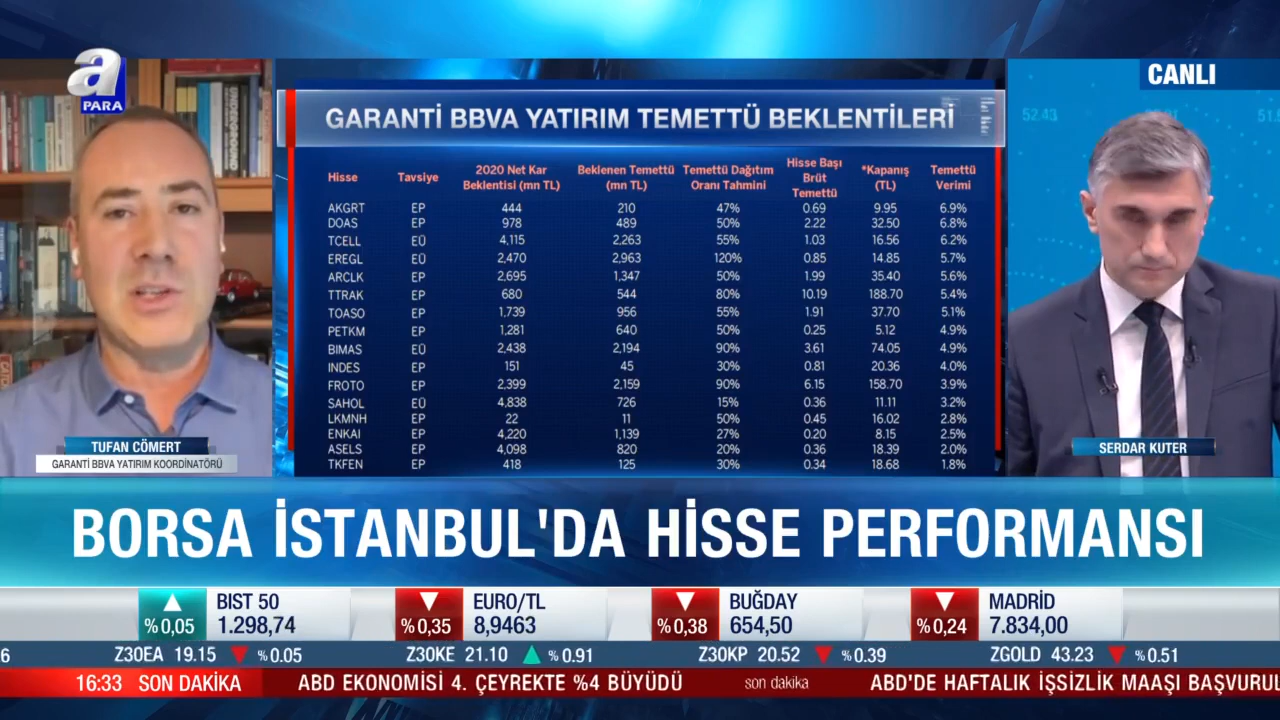 a
PARA
CANLI
GARANTİ BBVA YATIRIM TEMETTÜ BEKLENTİLERİ
52.43
Hisse Tavsiye 2020 Net Kar Beklentisi (mn TL) Beklenen Temettü (mn TL) Temettü Dağıtım Oranı Tahmini Hisse Başı Brüt Temettü *Kapanış (TL) Temettü Verimi
AKGRT EP 444 210 47% 0.69 9.95 6.9%
DOAS EP 978 489 50% 2.22 32.50 6.8%
TCELL EÜ 4,115 2,263 55% 1.03 16.56 6.2%
EREGL EÜ 2,470 2,963 120% 0.85 14.85 5.7%
ARCLK EP 2,695 1,347 50% 1.99 35.40 5.6%
TTRAK EP 680 544 80% 10.19 188.70 5.4%
TOASO EP 1,739 956 55% 1.91 37.70 5.1%
PETKM EP 1,281 640 50% 0.25 5.12 4.9%
BIMAS EÜ 2,438 2,194 90% 3.61 74.05 4.9%
INDES EP 151 45 30% 0.81 20.36 4.0%
FROTO EP 2,399 2,159 90% 6.15 158.70 3.9%
SAHOL EÜ 4,838 726 15% 0.36 11.11 3.2%
LKMNH EP 22 11 50% 0.45 16.02 2.8%
ENKAI EP 4,220 1,139 27% 0.20 8.15 2.5%
ASELS EP 4,098 820 20% 0.36 18.39 2.0%
TKFEN EP 418 125 30% 0.34 18.68 1.8%
TUFAN CÖMERT
GARANTİ BBVA YATIRIM KOORDİNATÖRÜ
SERDAR KUTER
BORSA İSTANBUL'DA HİSSE PERFORMANSI
%0,05 BIST 50 1.298,74
%0,35 EURO/TL 8,9463
%0,38 BUĞDAY 654,50
%0,24 MADRİD 7.834,00
6 Z30EA 19.15 %0.05 Z30KE 21.10 %0.91 Z30KP 20.52 %0.39 ZGOLD 43.23 %0.51
16:33 SON DAKİKA ABD EKONOMİSİ 4. ÇEYREKTE %4 BÜYÜDÜ son dakika ABD'DE HAFTALIK İŞSİZLİK MAAŞI BAŞVURUL